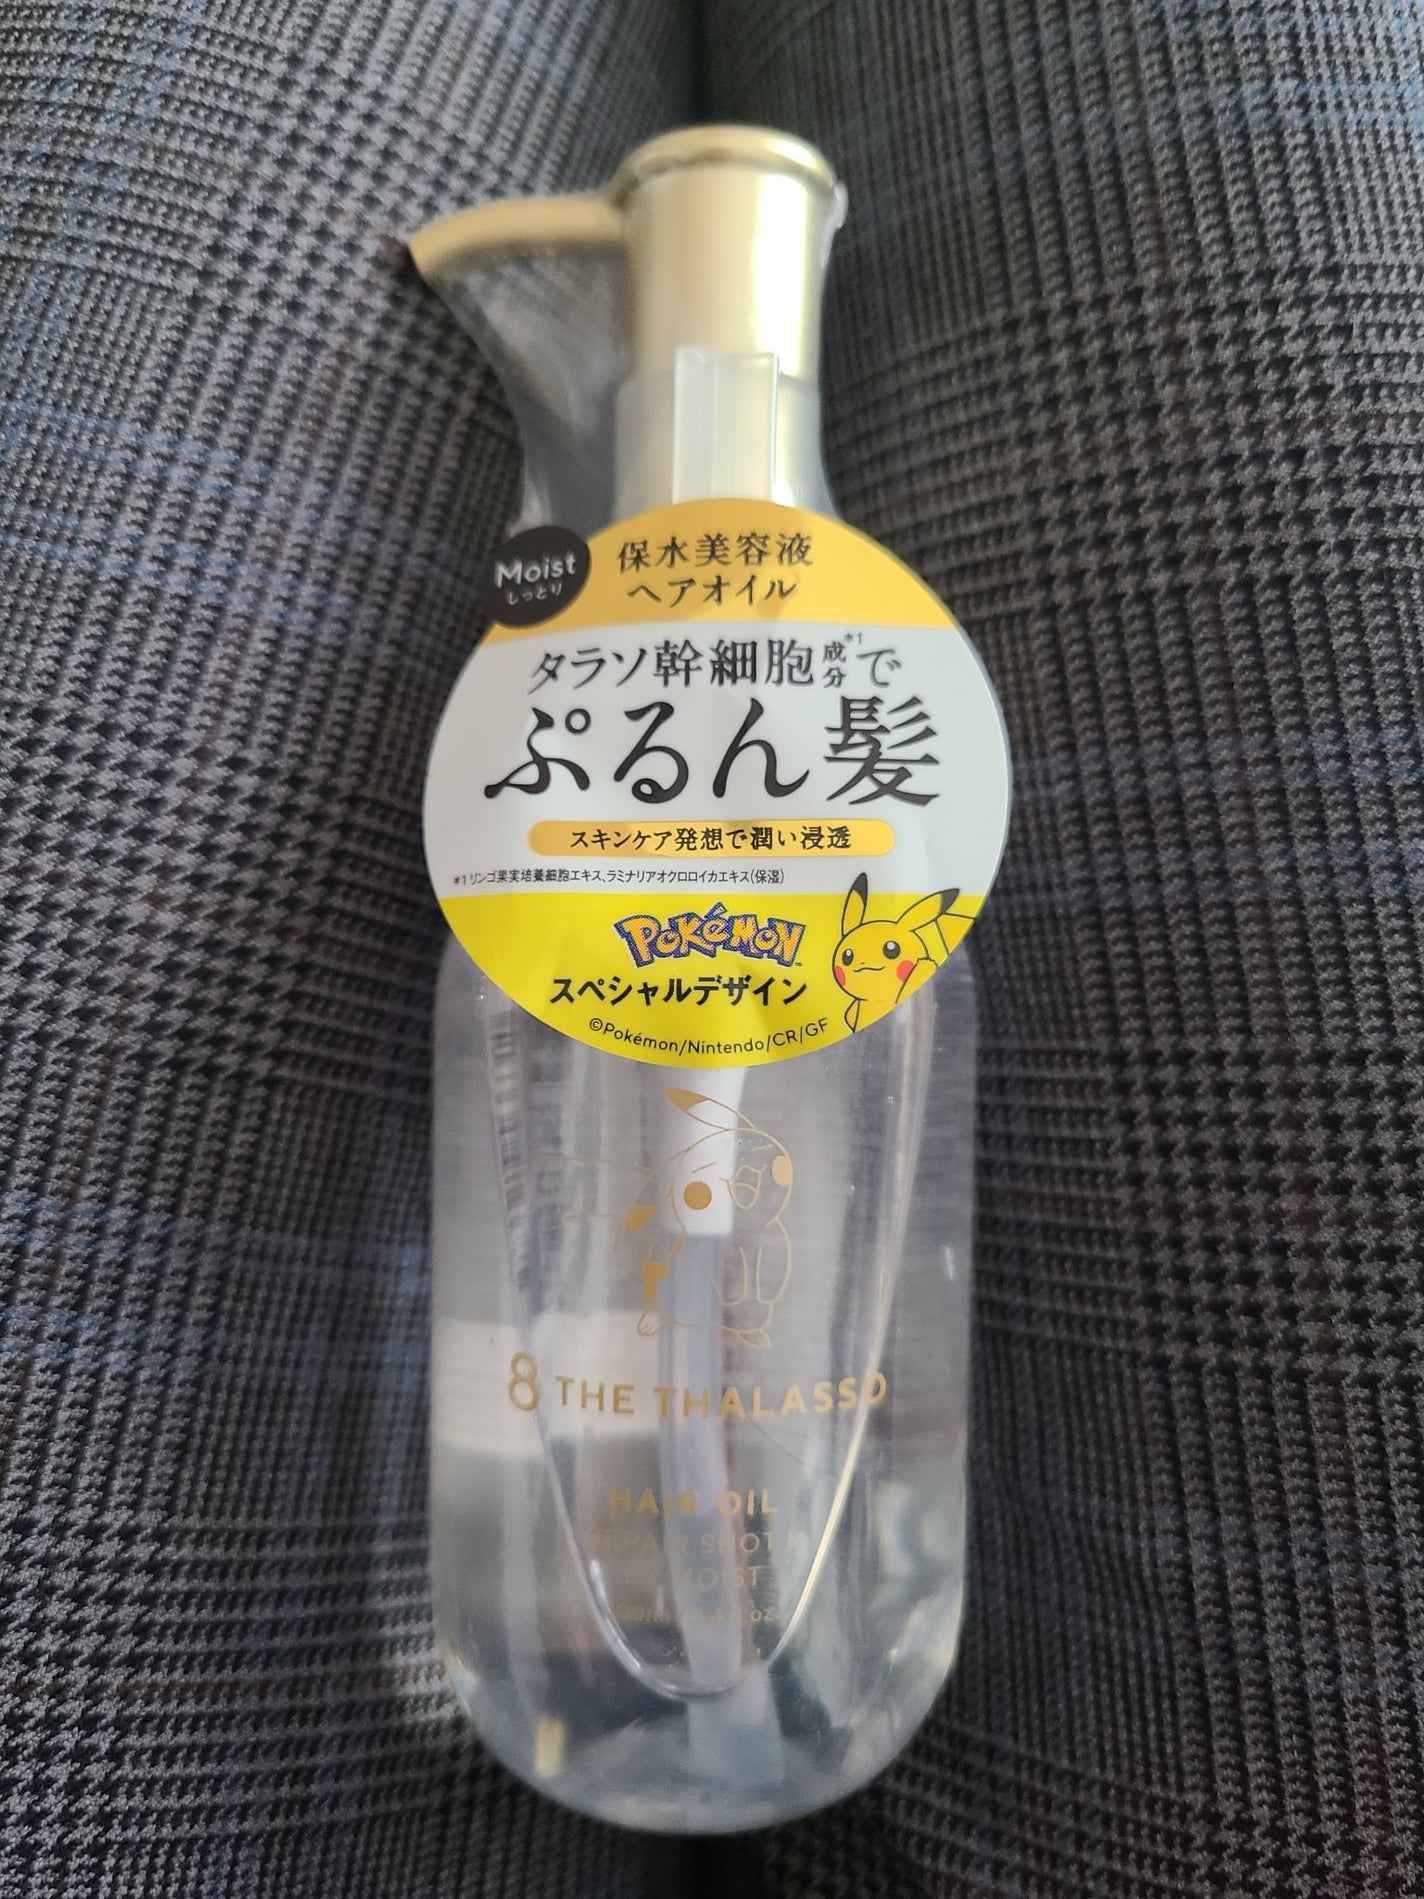 Moist
しっとり
保水美容液
ヘアオイル
タラソ幹細胞成分*1で
ぷるん髪
スキンケア発想で潤い浸透
*1 リンゴ果実培養細胞エキス、ラミナリアオクロロイカエキス(保湿)
POKéMON
スペシャルデザイン
©Pokémon/Nintendo/CR/GF
8 THE THALASSO
HAIR OIL
REPAIR SHOT
MOIST